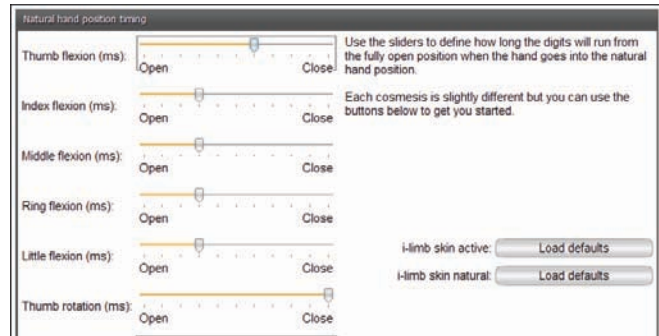 Natural hand position timing
Thumb flexion (ms):
Open Close
Use the sliders to define how long the digits will run from
the fully open position when the hand goes into the natural
hand position.
Index flexion (ms):
Open Close
Each cosmesis is slightly different but you can use the
buttons below to get you started.
Middle flexion (ms):
Open Close
Ring flexion (ms):
Open Close
Little flexion (ms):
Open Close
i-limb skin active: Load defaults
i-limb skin natural: Load defaults
Thumb rotation (ms):
Open Close